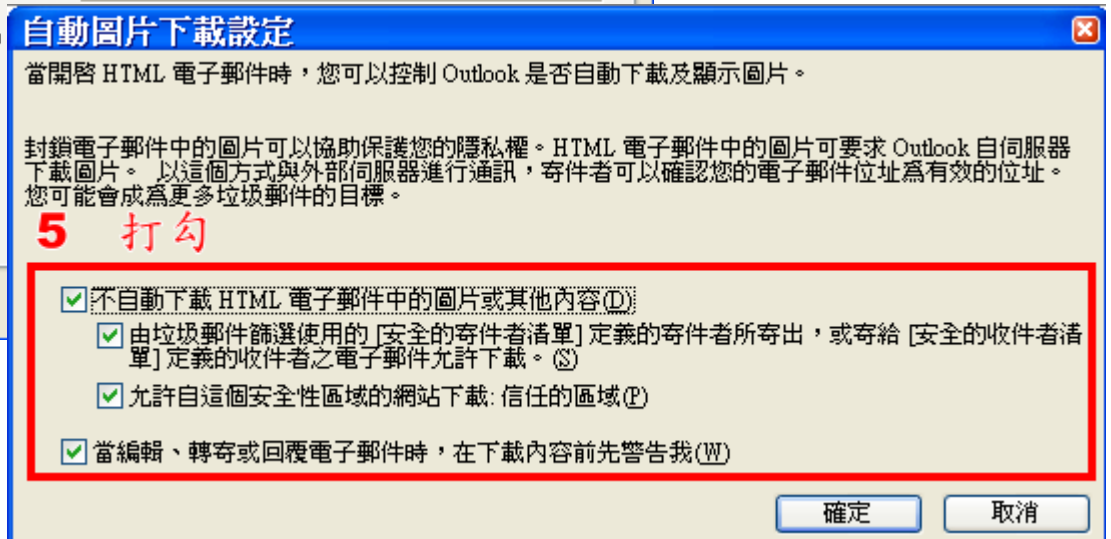 自動圖片下載設定
當開啓 HTML 電子郵件時，您可以控制 Outlook 是否自動下載及顯示圖片。
封鎖電子郵件中的圖片可以協助保護您的隱私權。HTML 電子郵件中的圖片可要求 Outlook 自伺服器
下載圖片。 以這個方式與外部伺服器進行通訊，寄件者可以確認您的電子郵件位址爲有效的位址。
您可能會成爲更多垃圾郵件的目標。
5 打勾
不自動下載 HTML 電子郵件中的圖片或其他內容(D)
由垃圾郵件篩選使用的 [安全的寄件者清單] 定義的寄件者所寄出，或寄給 [安全的收件者清
單] 定義的收件者之電子郵件允許下載。(S)
允許自這個安全性區域的網站下載: 信任的區域(P)
當編輯、轉寄或回覆電子郵件時，在下載內容前先警告我(W)
確定 取消